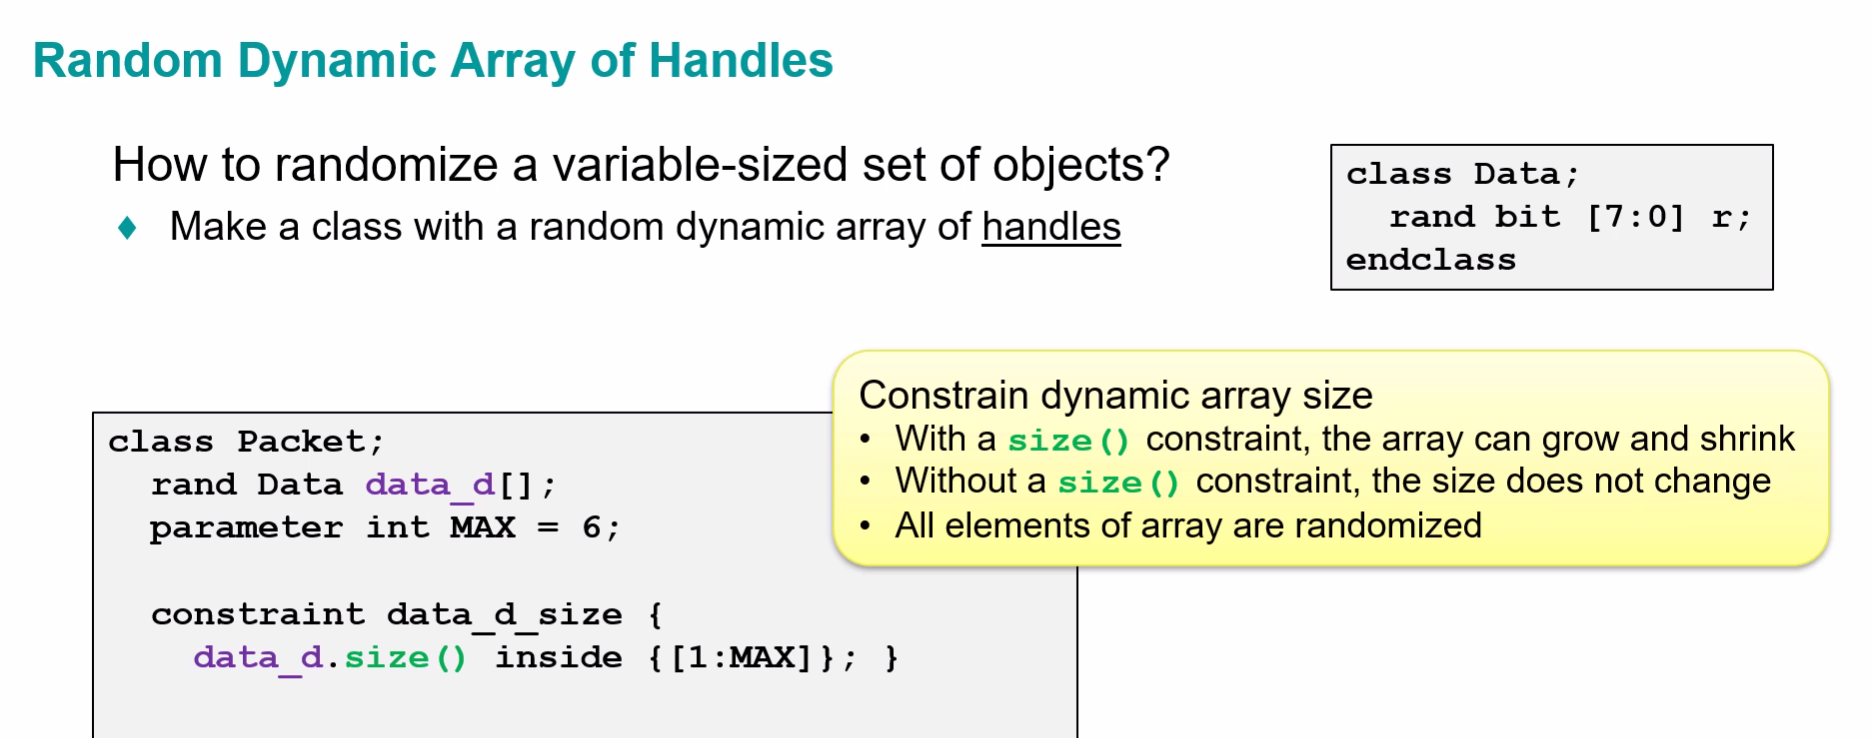 Random Dynamic Array of Handles
How to randomize a variable-sized set of objects?
♦ Make a class with a random dynamic array of handles
class Data;
  rand bit [7:0] r;
endclass
Constrain dynamic array size
• With a size() constraint, the array can grow and shrink
• Without a size() constraint, the size does not change
• All elements of array are randomized
class Packet;
  rand Data data_d[];
  parameter int MAX = 6;
  constraint data_d_size {
    data_d.size() inside {[1:MAX]}; }